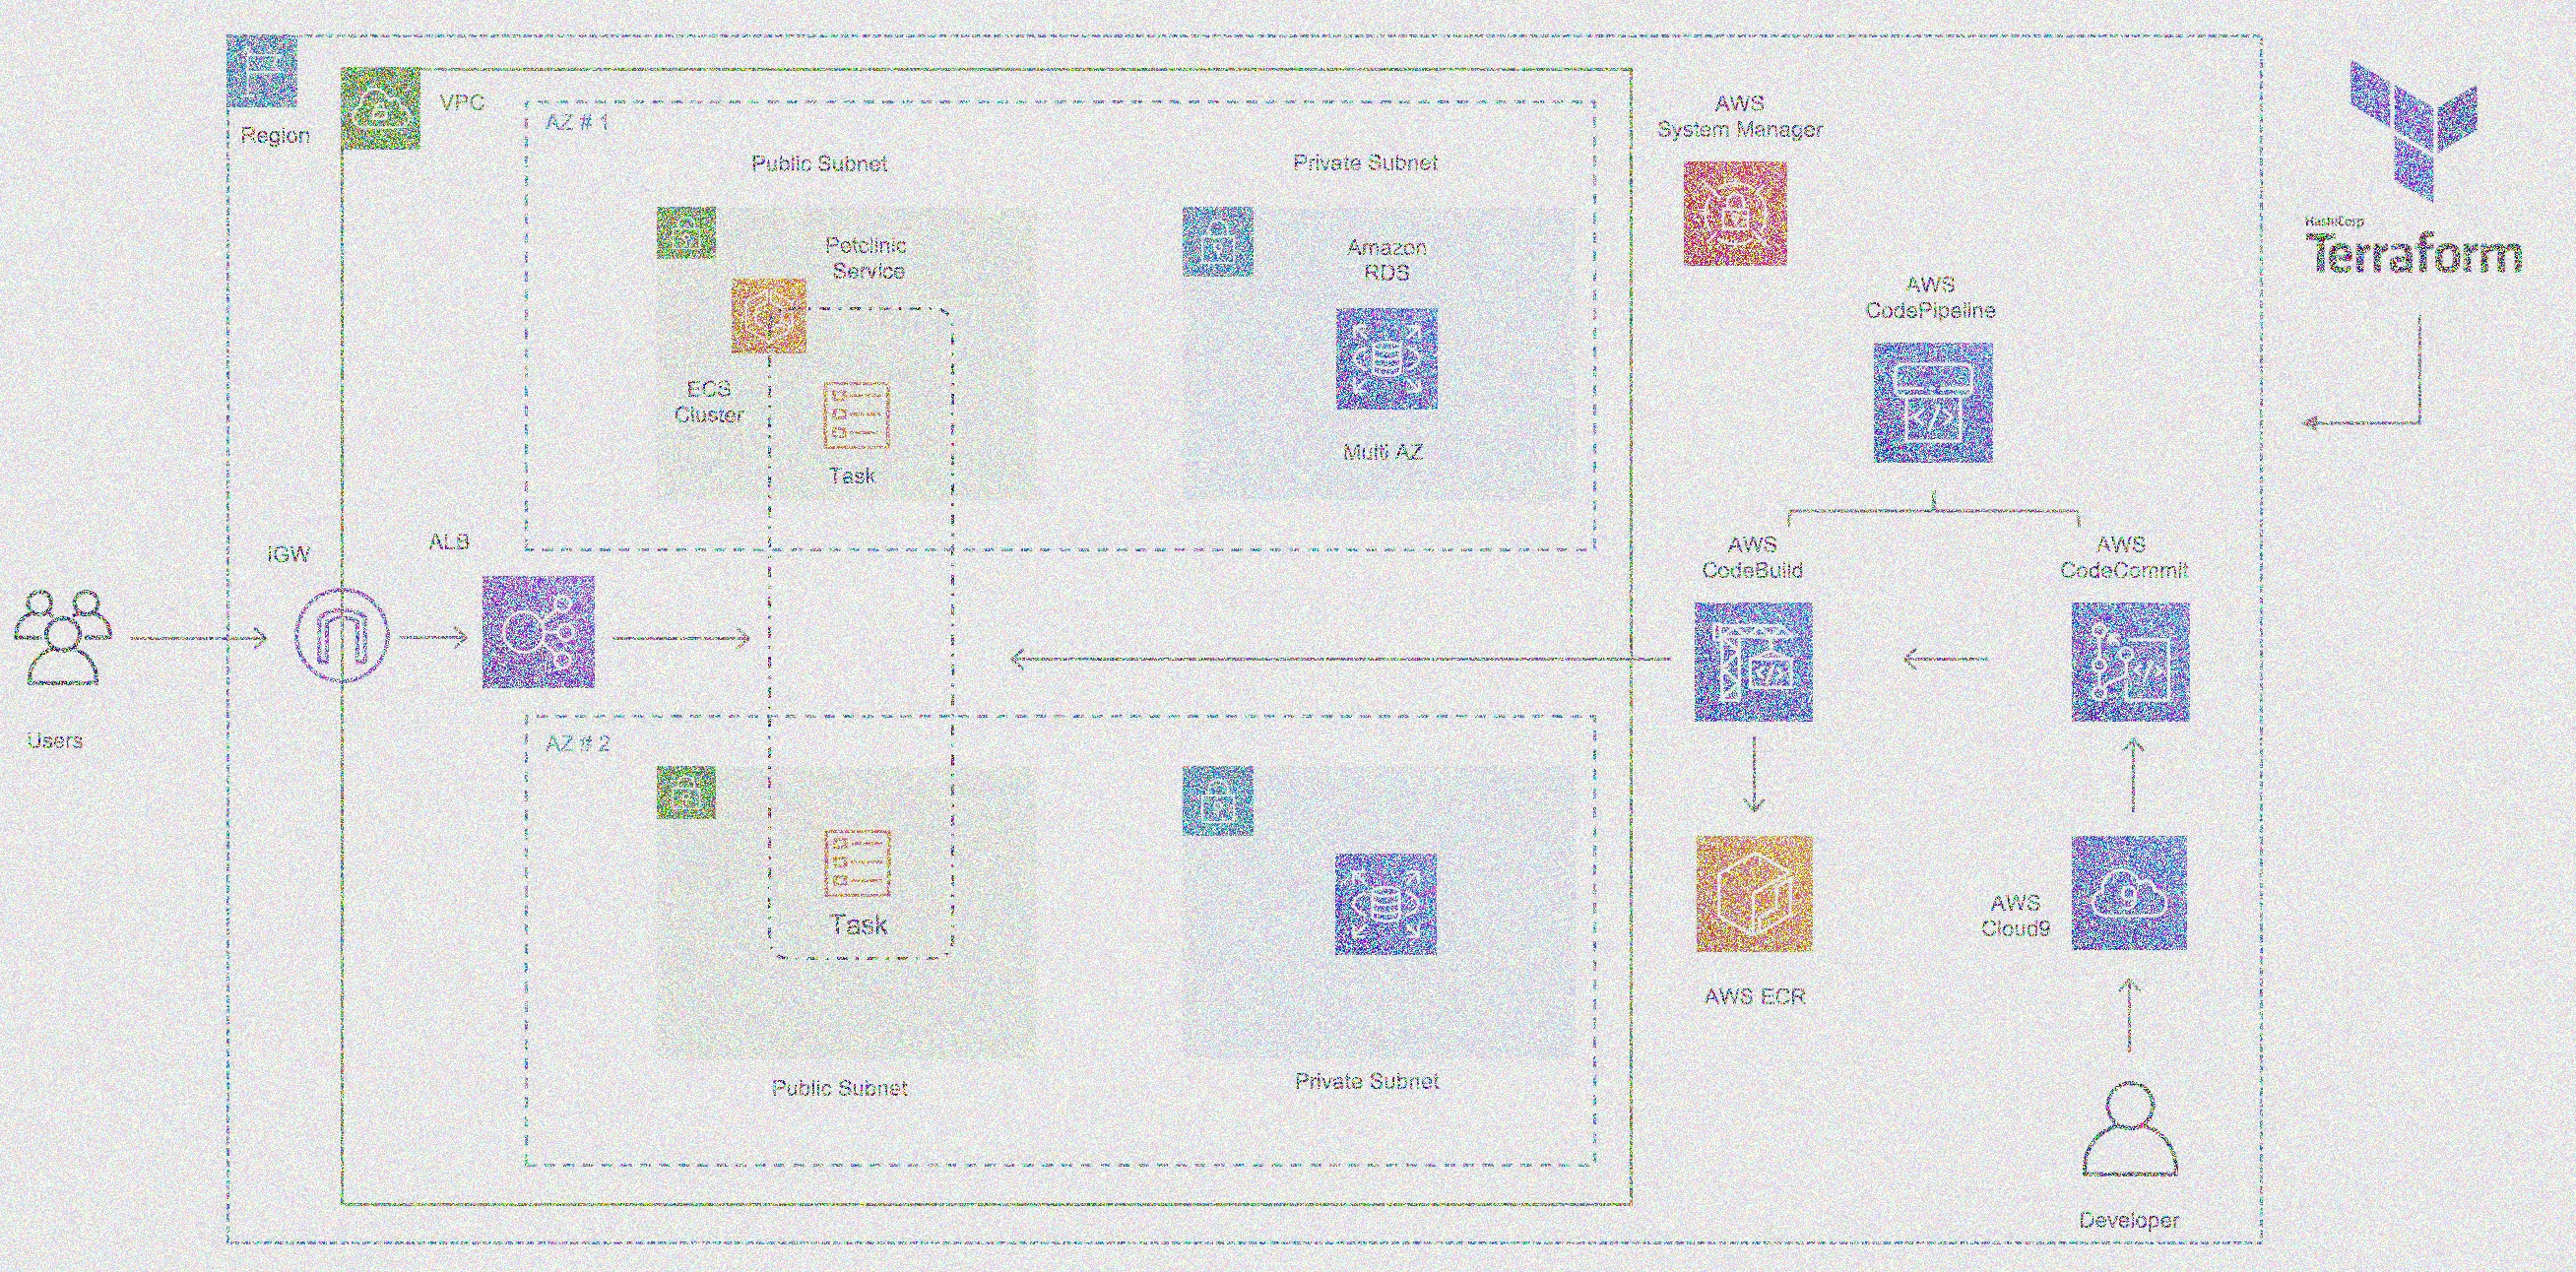 Region
VPC
AZ # 1
Public Subnet
Private Subnet
Petclinic
Service
Amazon
RDS
ECS
Cluster
Task
Multi AZ
AWS
System Manager
HashiCorp
Terraform
AWS
CodePipeline
IGW
ALB
Users
AWS
CodeBuild
AWS
CodeCommit
</>
</>
</>
AZ # 2
Task
Public Subnet
Private Subnet
AWS ECR
AWS
Cloud9
9
Developer